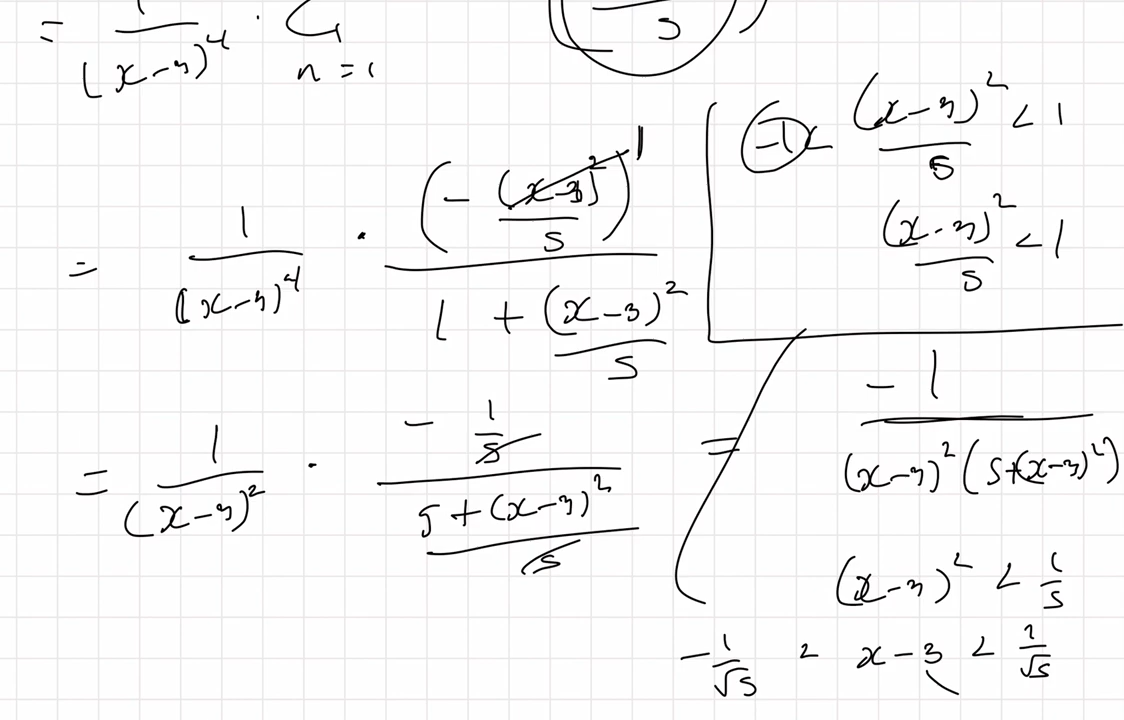 = 1/(x-3)^4 · Σ n=1
5
-1 < (x-3)^2/5 < 1
(x-3)^2/5 < 1
= 1/(x-3)^4 · (-(x-3)^2/5)^1 / (1 + (x-3)^2/5)
= 1/(x-3)^2 · (-1/5) / ((5+(x-3)^2)/5) = -1/((x-3)^2(5+(x-3)^2))
(x-3)^2 < 1/5
-1/√5 < x-3 < 1/√5